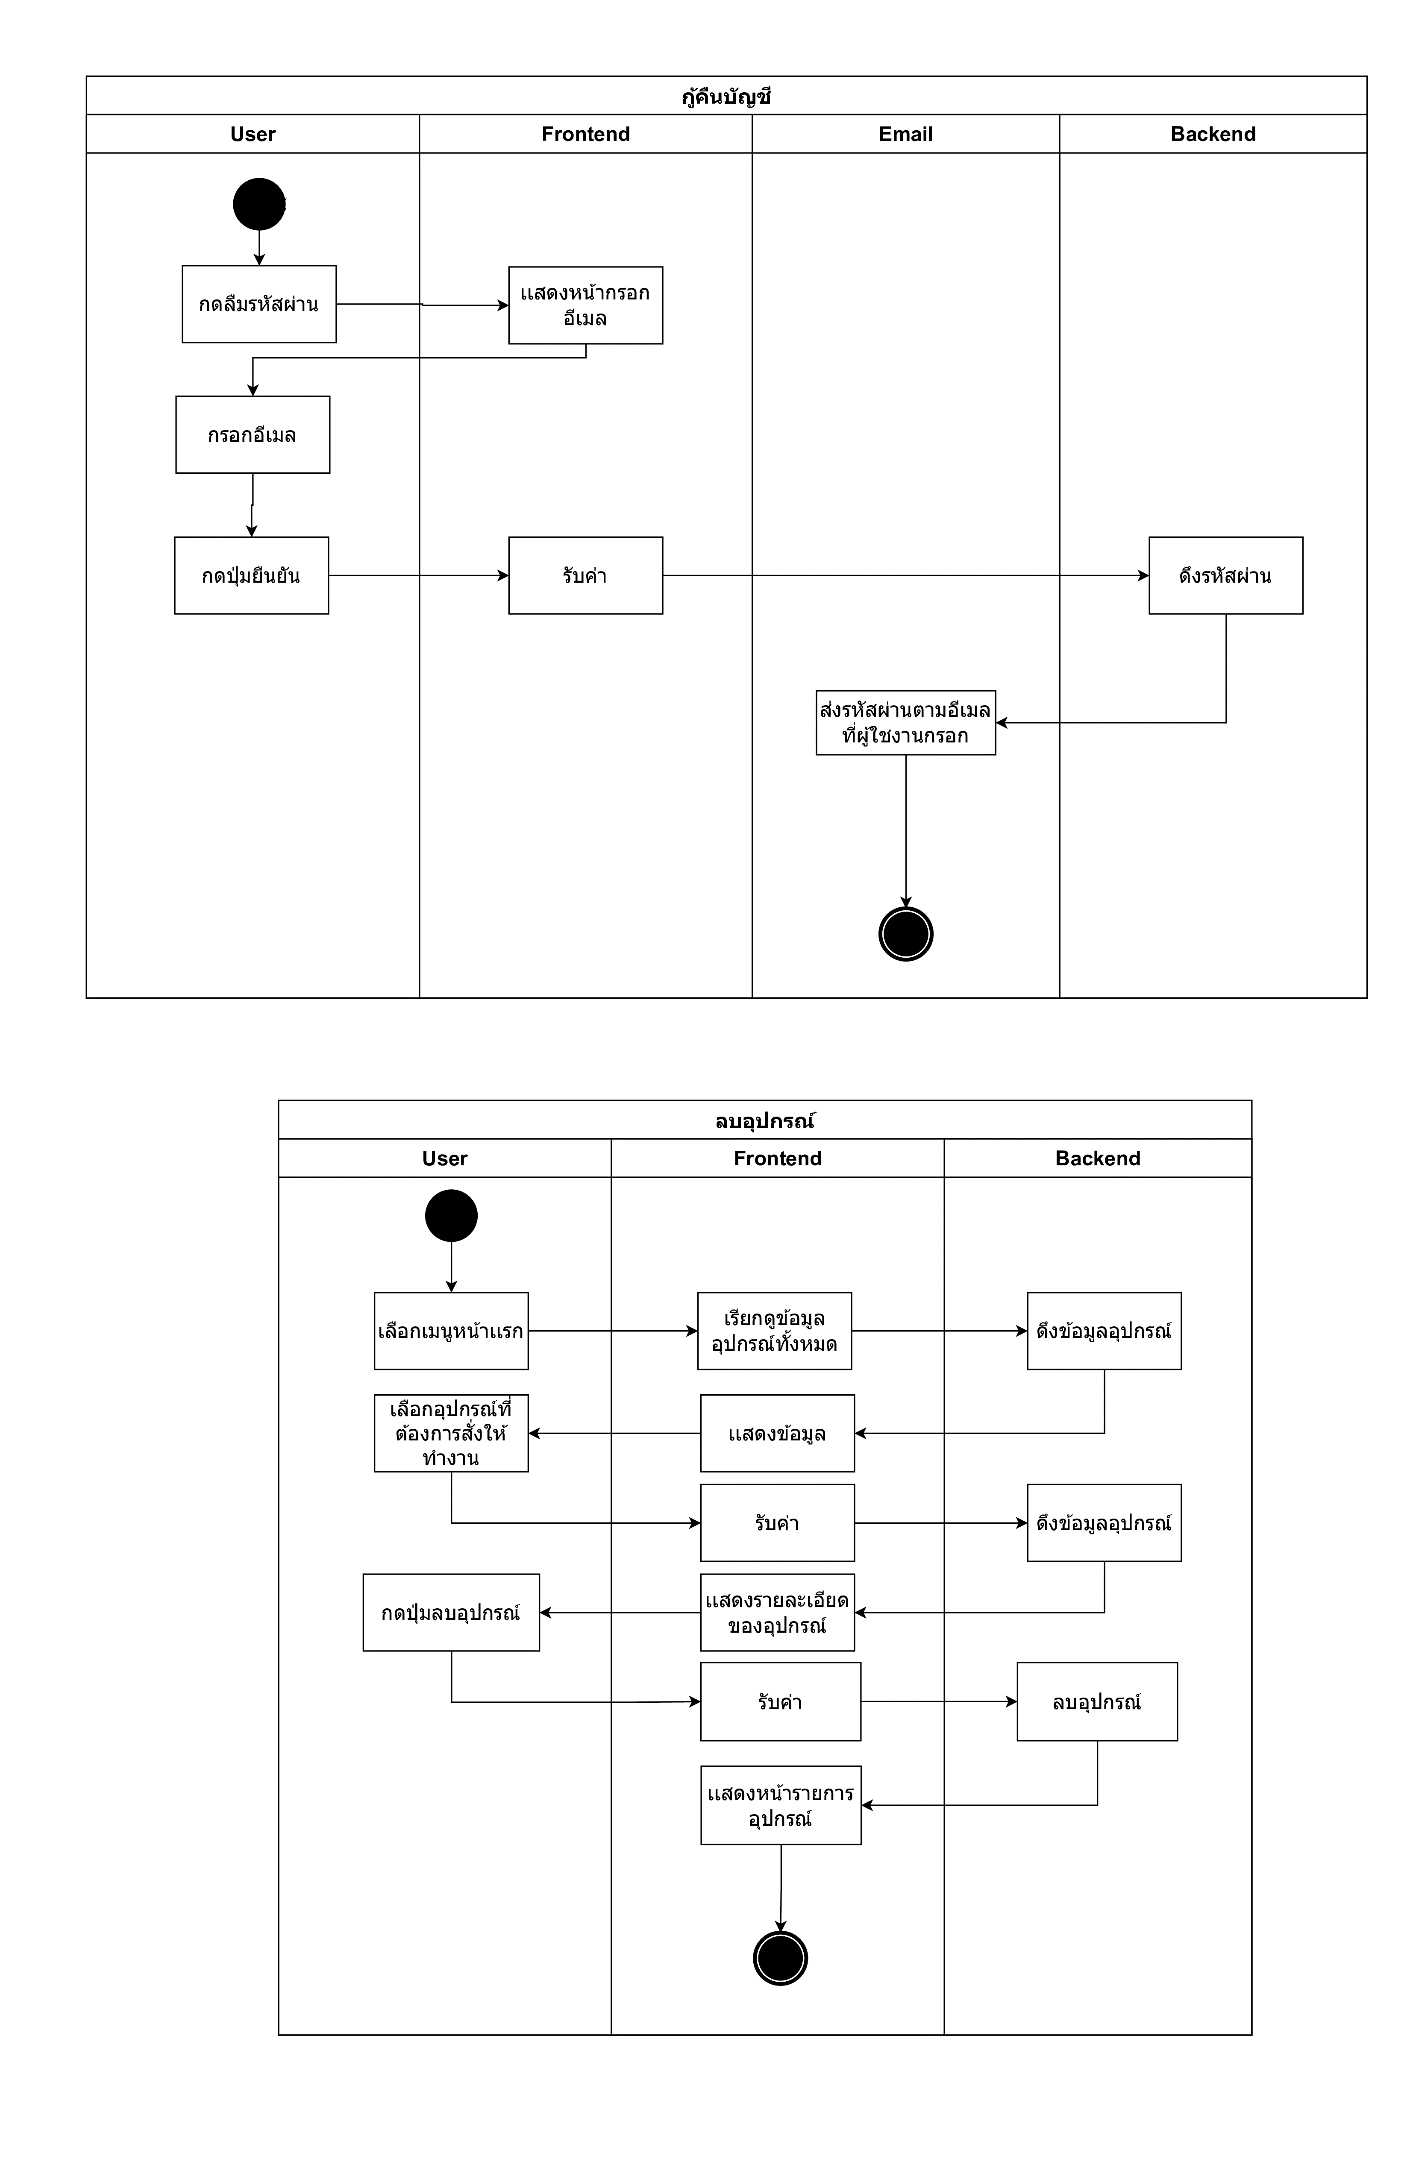 กู้คืนบัญชี
User
Frontend
Email
Backend
กดลืมรหัสผ่าน
แสดงหน้ากรอก
อีเมล
กรอกอีเมล
กดปุ่มยืนยัน
รับค่า
ดึงรหัสผ่าน
ส่งรหัสผ่านตามอีเมล
ที่ผู้ใชงานกรอก
ลบอุปกรณ์
User
Frontend
Backend
เลือกเมนูหน้าแรก
เรียกดูข้อมูล
อุปกรณ์ทั้งหมด
ดึงข้อมูลอุปกรณ์
เลือกอุปกรณ์ที่
ต้องการสั่งให้
ทำงาน
แสดงข้อมูล
รับค่า
ดึงข้อมูลอุปกรณ์
กดปุ่มลบอุปกรณ์
แสดงรายละเอียด
ของอุปกรณ์
รับค่า
ลบอุปกรณ์
แสดงหน้ารายการ
อุปกรณ์